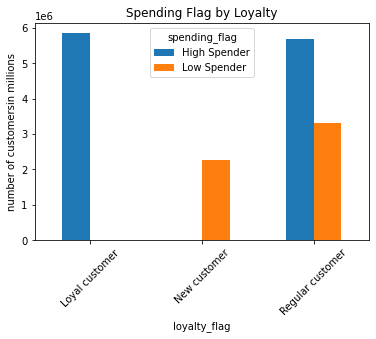 Spending Flag by Loyalty
1e6
spending_flag
High Spender
Low Spender
number of customersin millions
6
5
4
3
2
1
0
Loyal customer
New customer
Regular customer
loyalty_flag